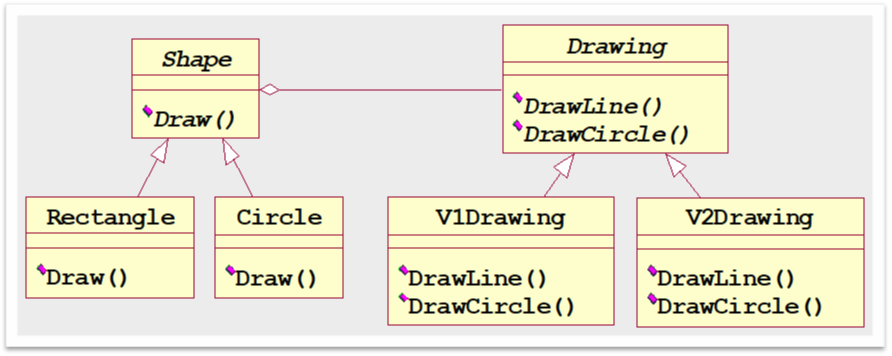 Shape
Draw()
Drawing
DrawLine()
DrawCircle()
Rectangle
Draw()
Circle
Draw()
V1Drawing
DrawLine()
DrawCircle()
V2Drawing
DrawLine()
DrawCircle()